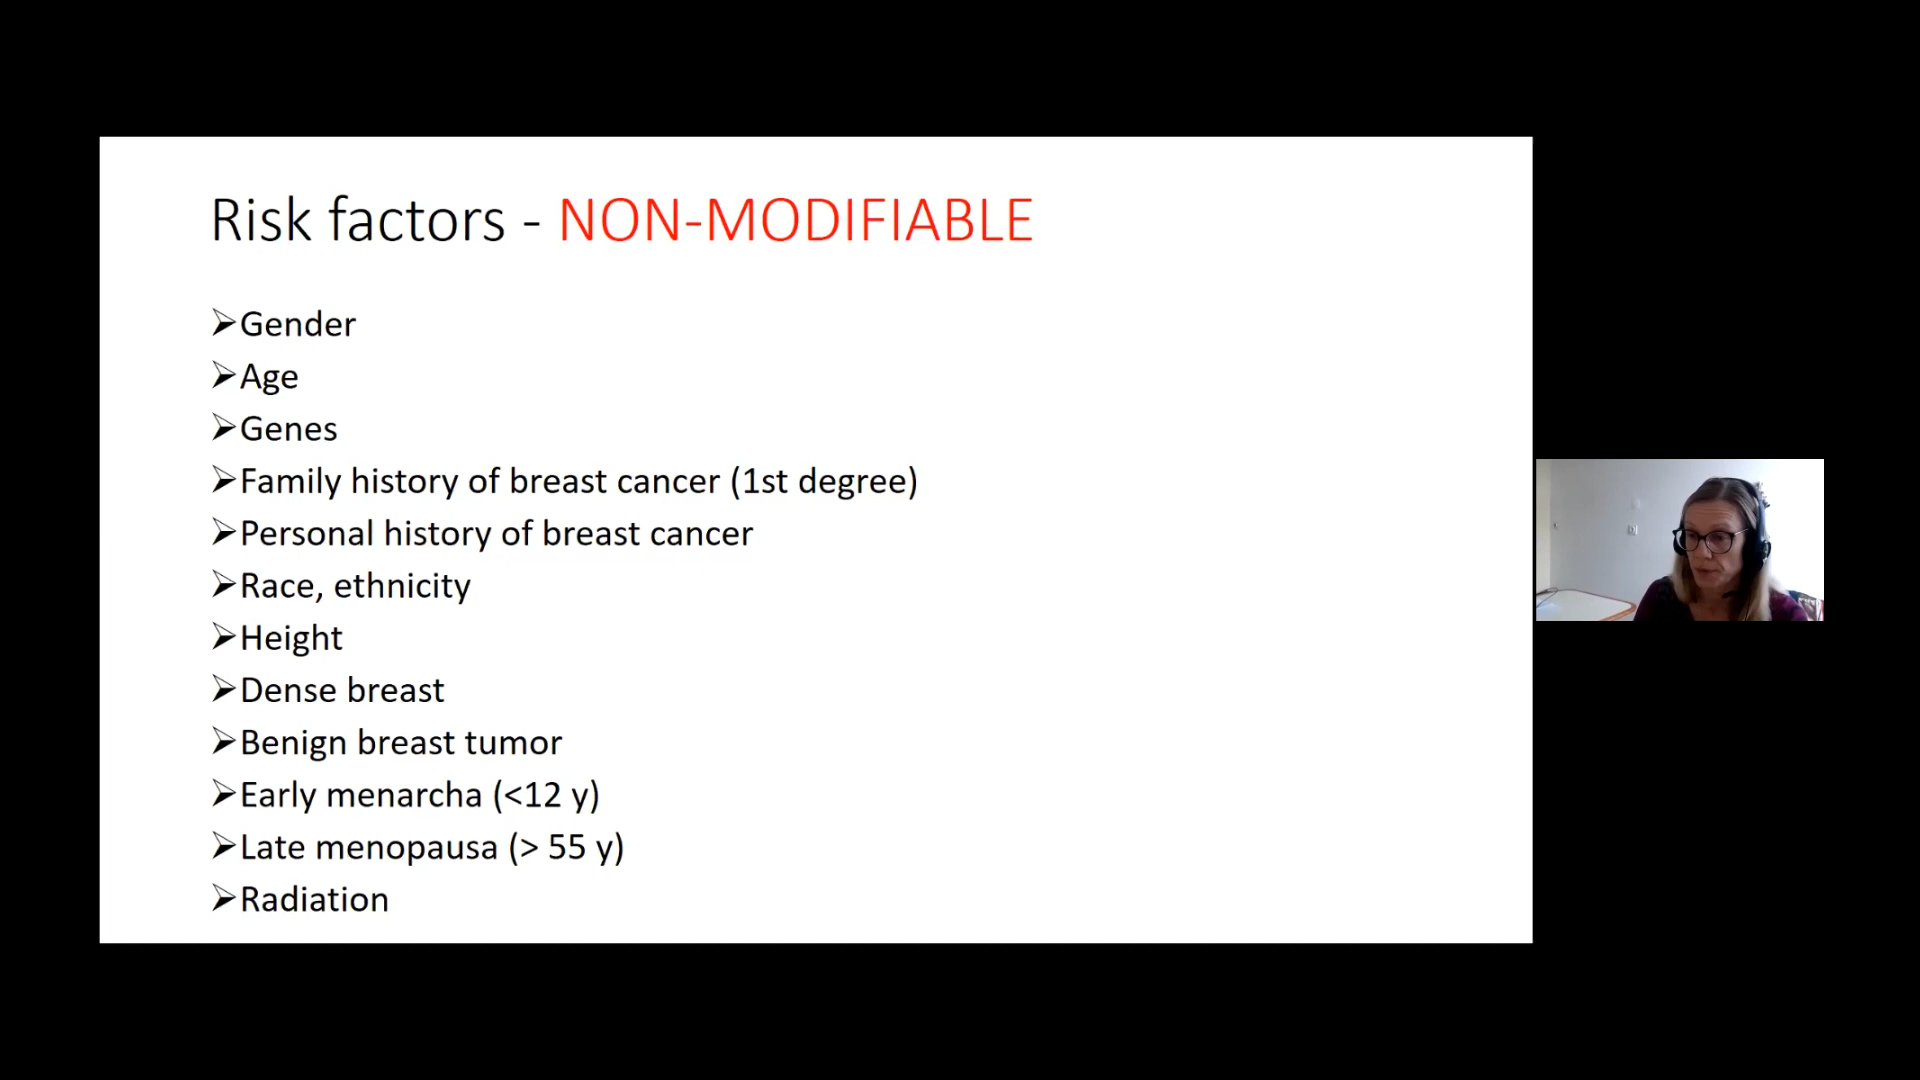 Risk factors - NON-MODIFIABLE
➢Gender
➢Age
➢Genes
➢Family history of breast cancer (1st degree)
➢Personal history of breast cancer
➢Race, ethnicity
➢Height
➢Dense breast
➢Benign breast tumor
➢Early menarcha (<12 y)
➢Late menopausa (> 55 y)
➢Radiation